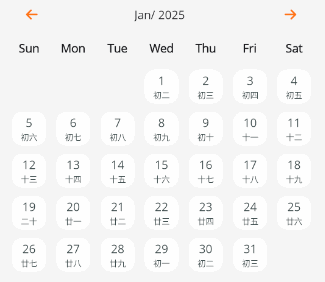 Jan/ 2025
Sun Mon Tue Wed Thu Fri Sat
1 2 3 4
初二 初三 初四 初五
5 6 7 8 9 10 11
初六 初七 初八 初九 初十 十一 十二
12 13 14 15 16 17 18
十三 十四 十五 十六 十七 十八 十九
19 20 21 22 23 24 25
二十 廿一 廿二 廿三 廿四 廿五 廿六
26 27 28 29 30 31
廿七 廿八 廿九 初一 初二 初三